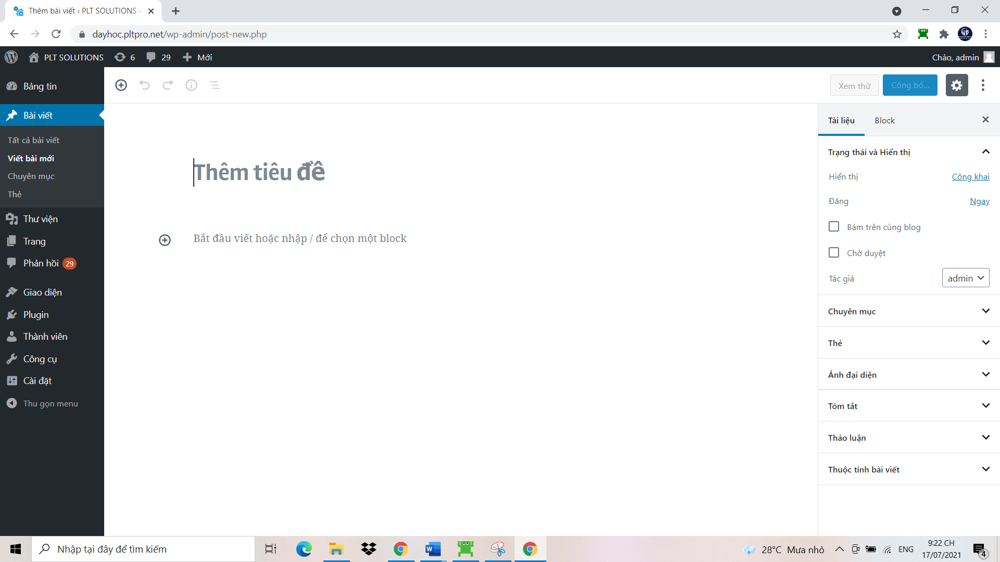 Thêm bài viết ‹ PLT SOLUTIONS –
dayhoc.pltpro.net/wp-admin/post-new.php
PLT SOLUTIONS 6 29 Mới Chào, admin
Bảng tin
Bài viết
Tất cả bài viết
Viết bài mới
Chuyên mục
Thẻ
Thư viện
Trang
Phản hồi 29
Giao diện
Plugin
Thành viên
Công cụ
Cài đặt
Thu gọn menu
Xem thử Công bố...
Thêm tiêu đề
Bắt đầu viết hoặc nhập / để chọn một block
Tài liệu Block
Trạng thái và Hiển thị
Hiển thị Công khai
Đăng Ngay
Bám trên cùng blog
Chờ duyệt
Tác giả admin
Chuyên mục
Thẻ
Ảnh đại diện
Tóm tắt
Thảo luận
Thuộc tính bài viết
Nhập tại đây để tìm kiếm
28°C Mưa nhỏ ENG
9:22 CH
17/07/2021
4